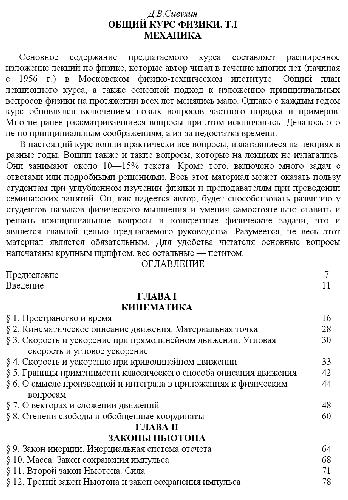 Д.В.Сивухин
ОБЩИЙ КУРС ФИЗИКИ. Т.I
МЕХАНИКА
Основное содержание предлагаемого курса составляет расширенное
изложение лекций по физике, которые автор читал в течение многих лет (начиная
с 1956 г.) в Московском физико-техническом институте. Общий план
лекционного курса, а также основной подход к изложению принципиальных
вопросов физики на протяжении всех лет менялись мало. Однако с каждым годом
курс обновлялся включением новых вопросов частного порядка и примеров.
Многие ранее рассматривавшиеся вопросы при этом исключались. Делалось это
не по принципиальным соображениям, а из-за недостатка времени.
В настоящий курс вошли практически все вопросы, излагавшиеся на лекциях в
разные годы. Вошли также и такие вопросы, которые на лекциях не излагались.
Они занимают около 10—15% текста. Кроме того, включено много задач с
ответами или подробными решениями. Весь этот материал может оказать пользу
студентам при углубленном изучении физики и преподавателям при проведении
семинарских занятий. Он, как надеется автор, будет способствовать развитию у
студентов навыков физического мышления и умения самостоятельно ставить и
решать принципиальные вопросы и конкретные физические задачи, что и
является главной целью предлагаемого руководства. Разумеется, не весь этот
материал является обязательным. Для удобства читателя основные вопросы
напечатаны крупным шрифтом, все остальные — петитом.
ОГЛАВЛЕНИЕ
Предисловие 7
Введение 11
ГЛАВА I
КИНЕМАТИКА
§ 1. Пространство и время 16
§ 2. Кинематическое описание движения. Материальная точка 28
§ 3. Скорость и ускорение при прямолинейном движении. Угловая 30
скорость и угловое ускорение
§ 4. Скорость и ускорение при криволинейном движении 33
§ 5. Границы применимости классического способа описания движения 42
§ 6. О смысле производной и интеграла в приложениях к физическим 44
вопросам
§ 7. О векторах и сложении движений 48
§ 8. Степени свободы и обобщенные координаты 60
ГЛАВА II
ЗАКОНЫ НЬЮТОНА
§ 9. Закон инерции. Инерциальная система отсчета 64
§ 10. Масса. Закон сохранения импульса 68
§ 11. Второй закон Ньютона. Сила 71
§ 12. Третий закон Ньютона и закон сохранения импульса 78